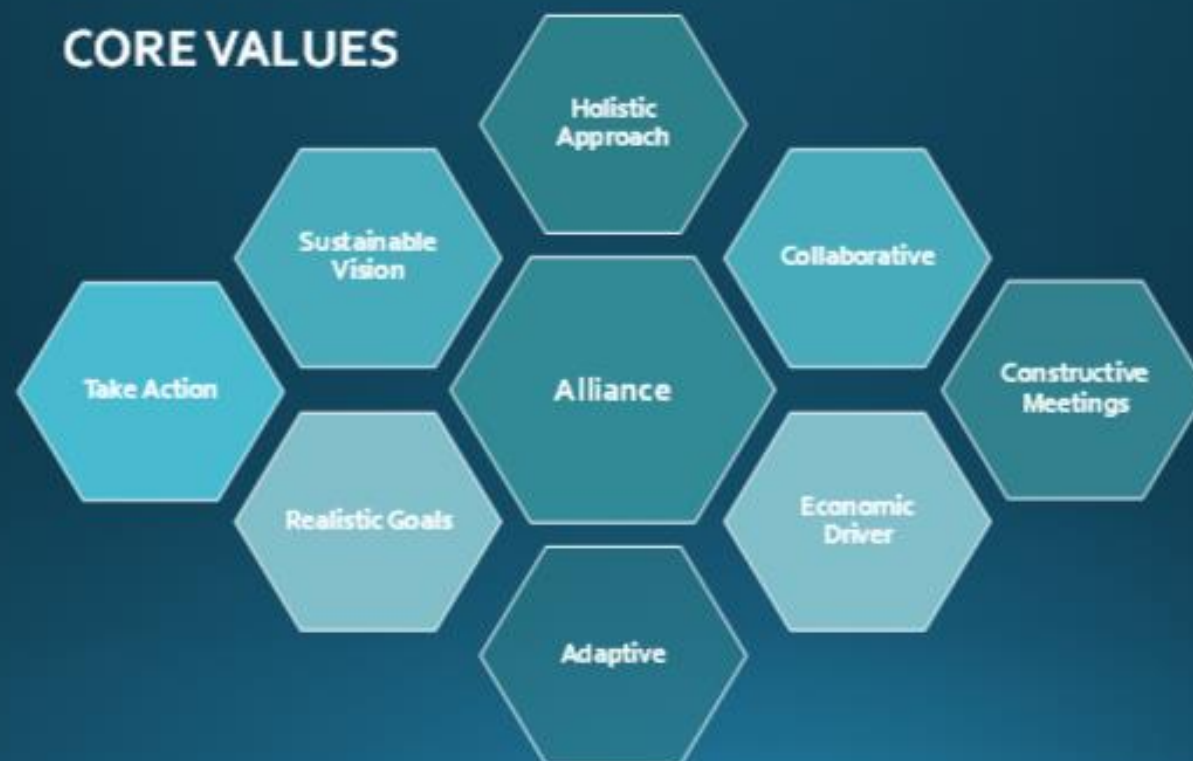 CORE VALUES
Holistic
Approach
Sustainable
Vision
Collaborative
Take Action
Alliance
Constructive
Meetings
Realistic Goals
Economic
Driver
Adaptive